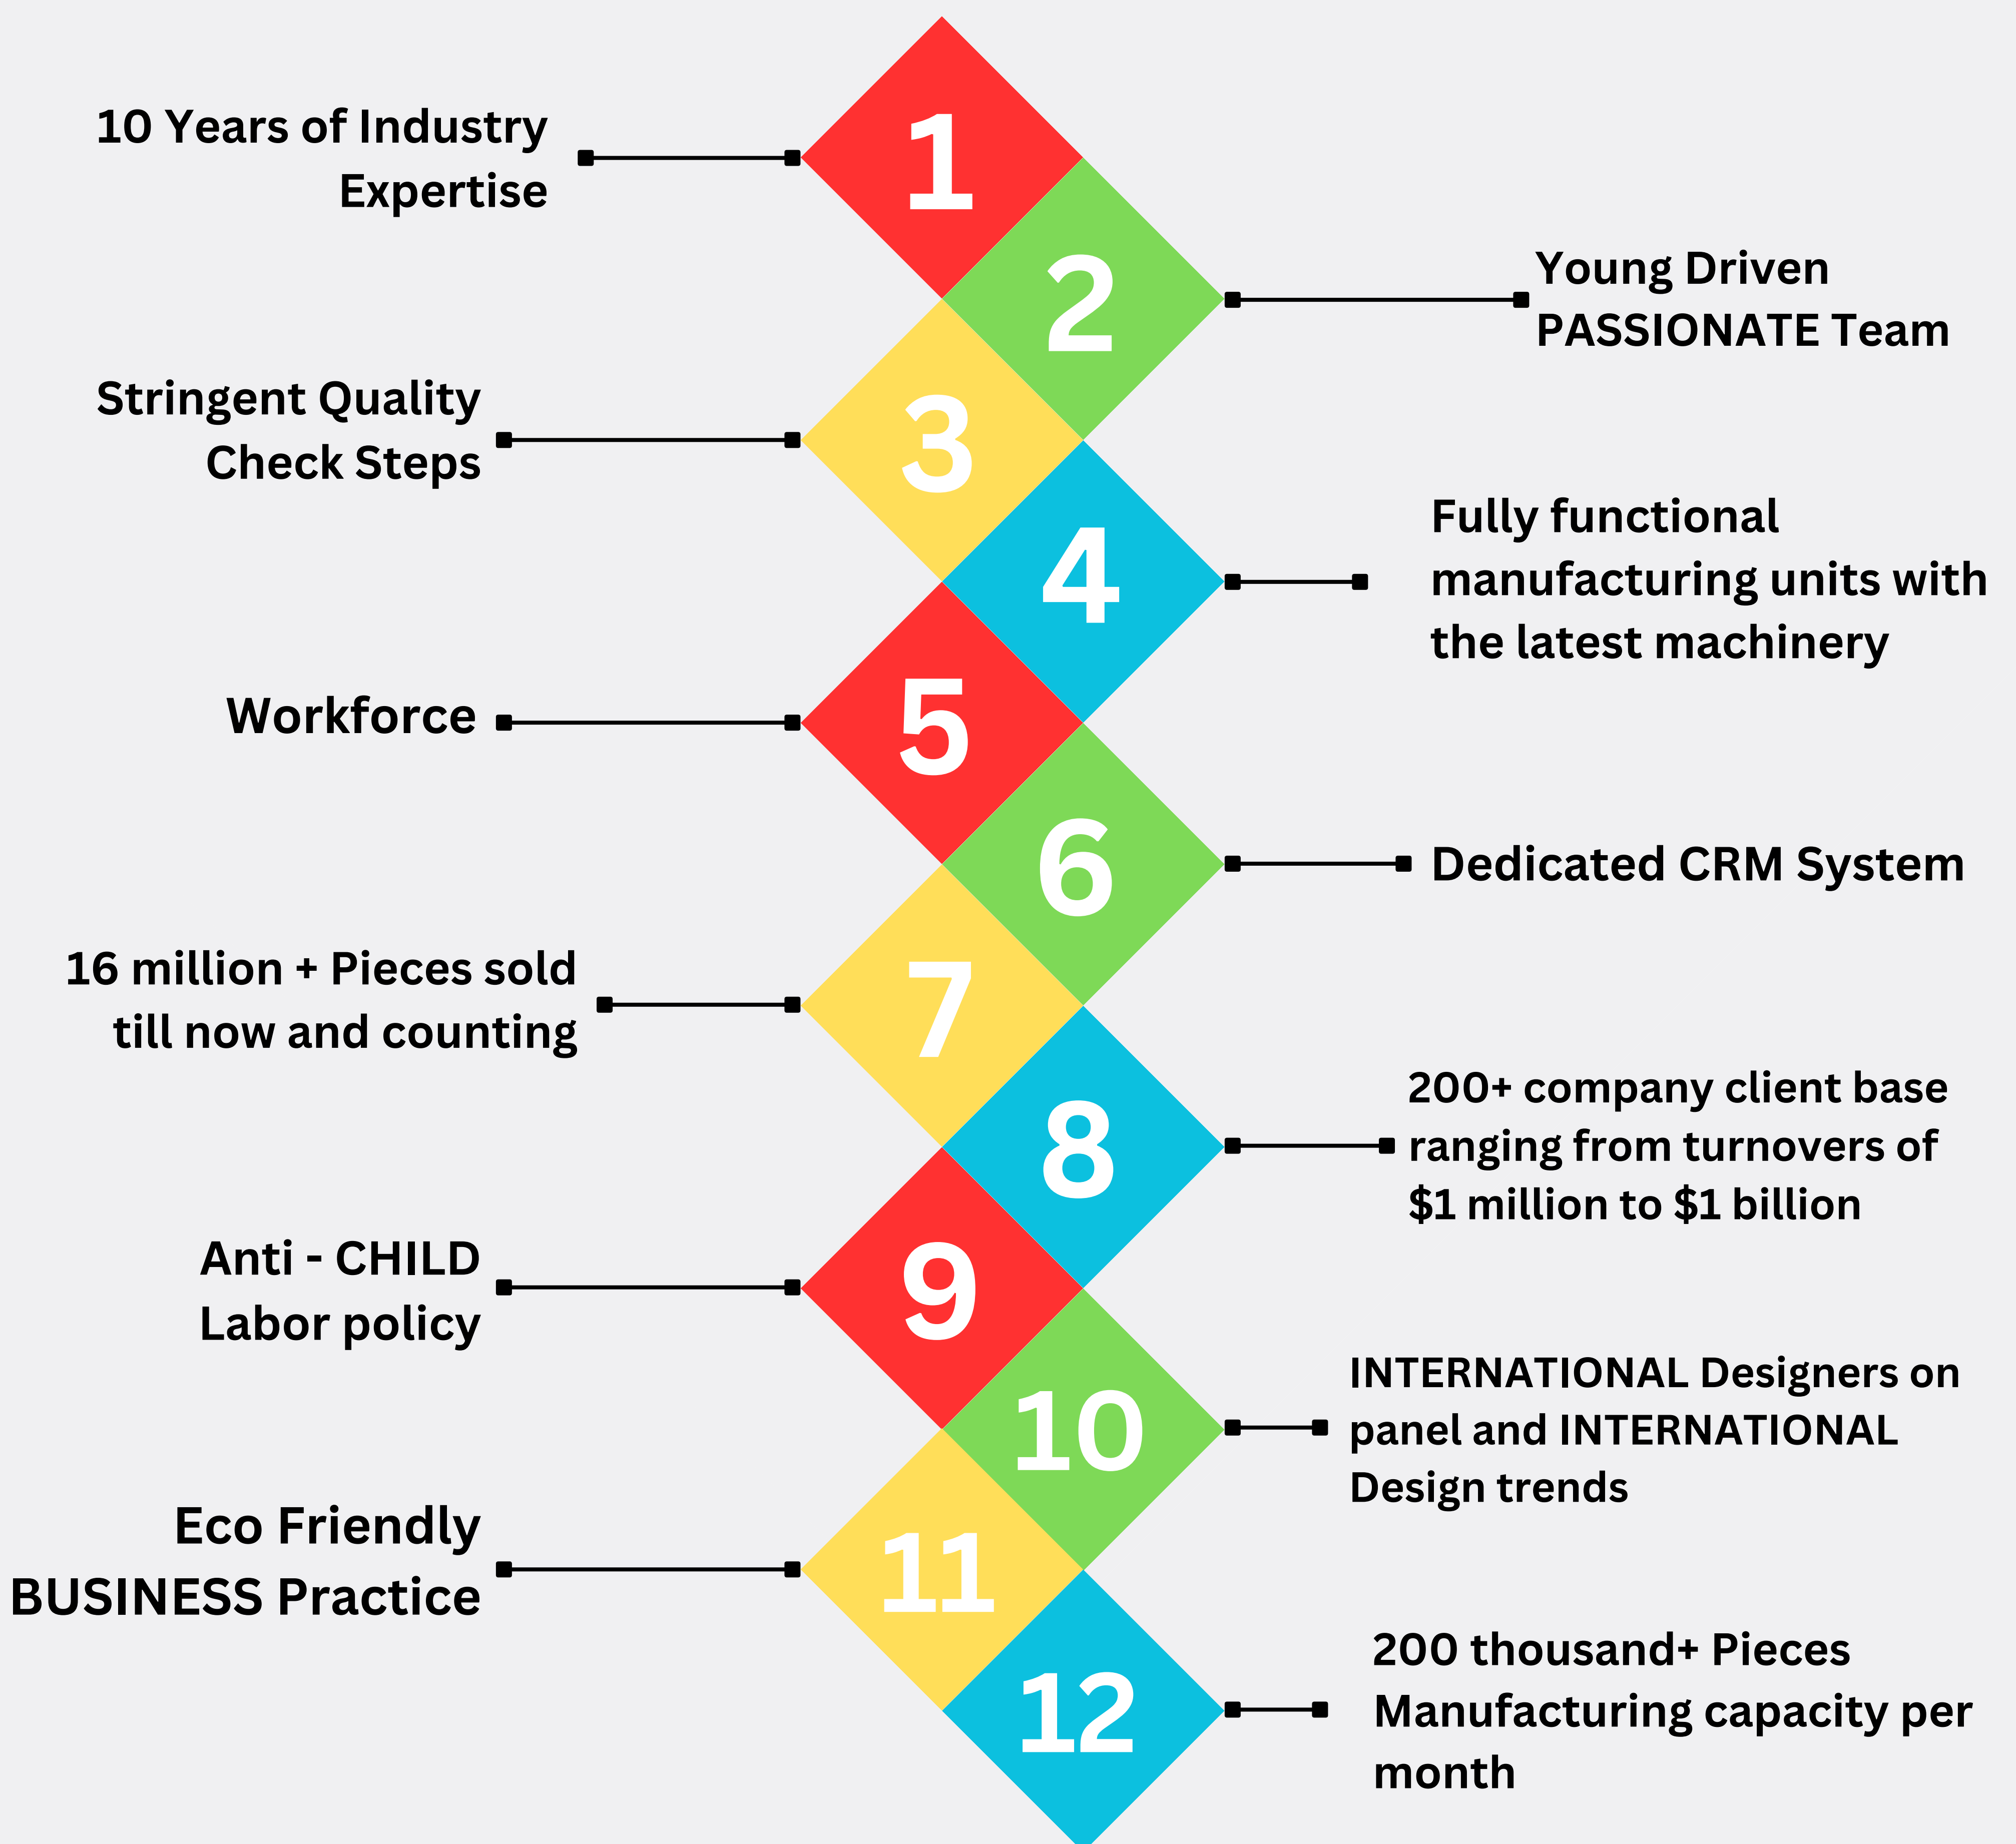 10 Years of Industry
Expertise
1
2
Young Driven
PASSIONATE Team
Stringent Quality
Check Steps
3
4
Fully functional
manufacturing units with
the latest machinery
Workforce
5
6
Dedicated CRM System
16 million + Pieces sold
till now and counting
7
8
200+ company client base
ranging from turnovers of
$1 million to $1 billion
Anti - CHILD
Labor policy
9
10
INTERNATIONAL Designers on
panel and INTERNATIONAL
Design trends
Eco Friendly
BUSINESS Practice
11
12
200 thousand+ Pieces
Manufacturing capacity per
month